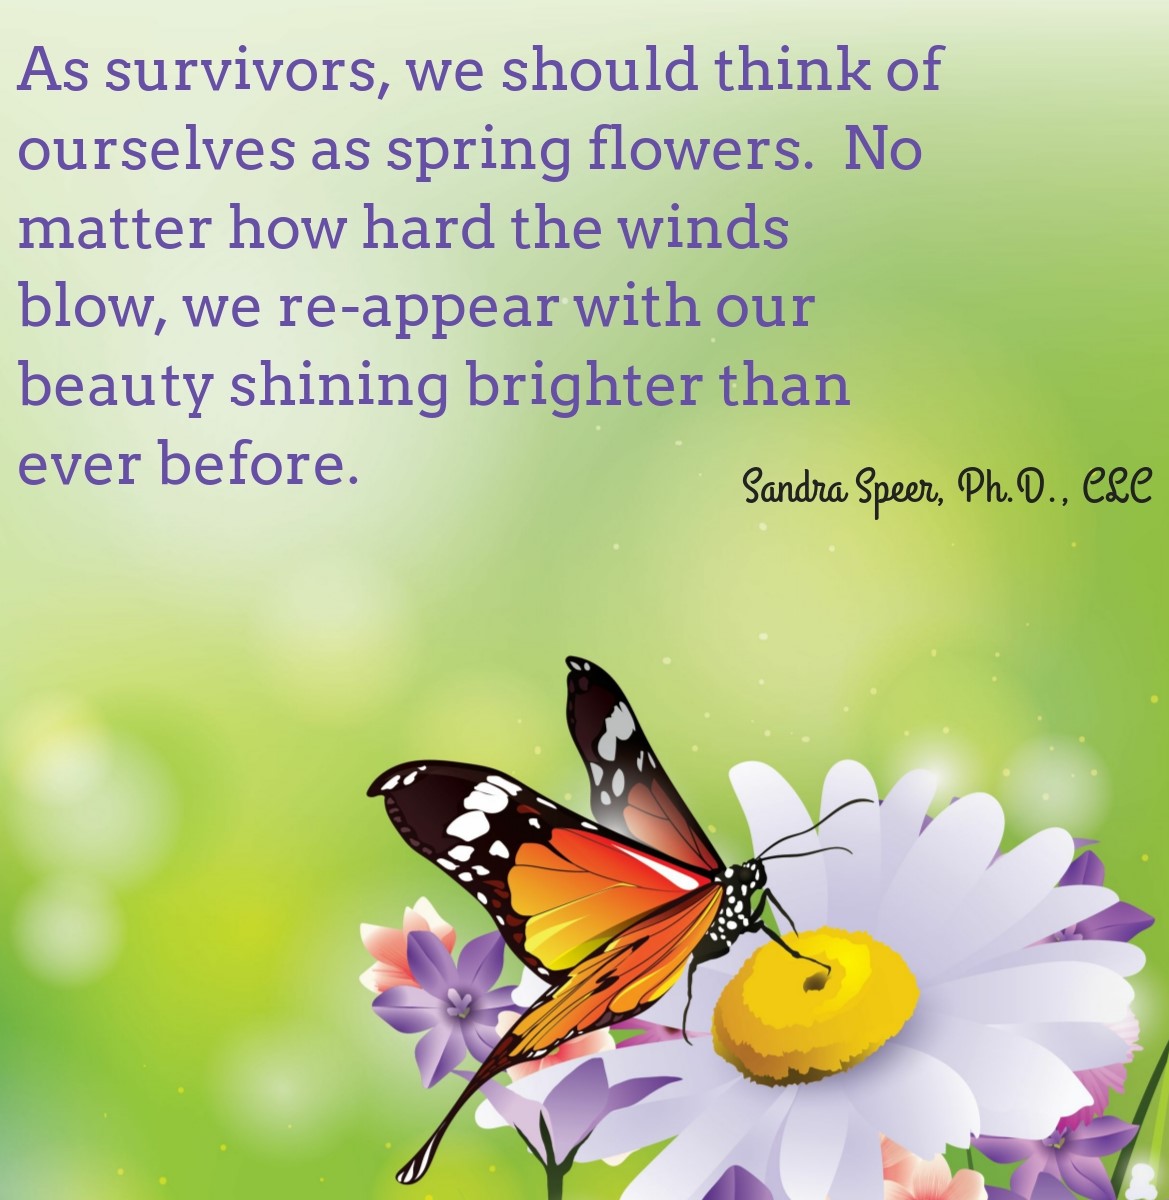 As survivors, we should think of
ourselves as spring flowers.  No
matter how hard the winds
blow, we re-appear with our
beauty shining brighter than
ever before.
Sandra Speer, Ph.D., CLC